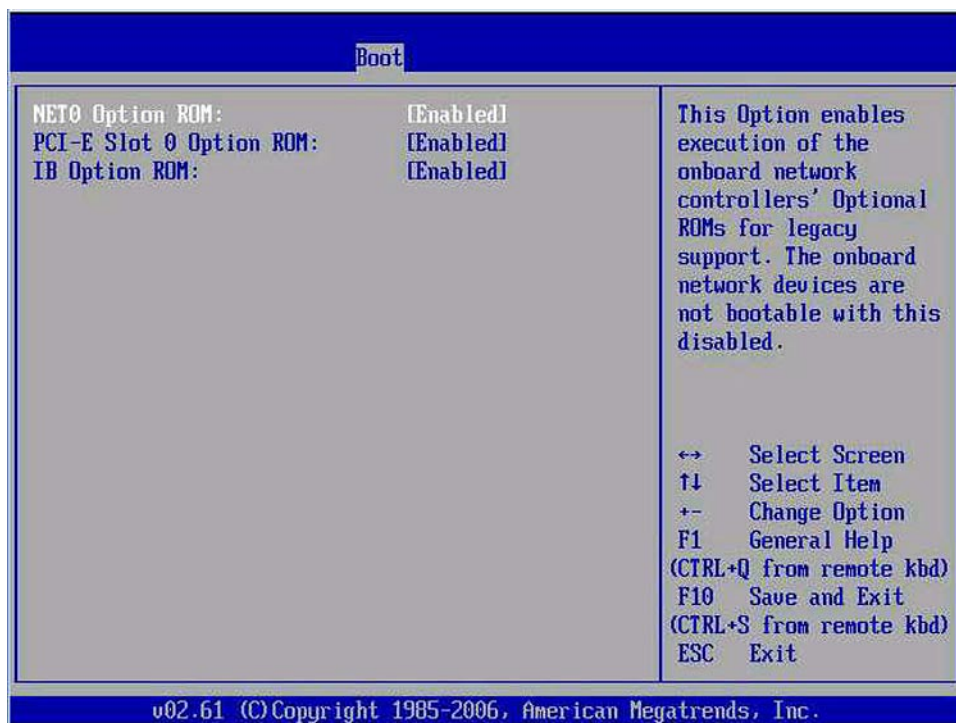 Boot
NET0 Option ROM: [Enabled]
PCI-E Slot 0 Option ROM: [Enabled]
IB Option ROM: [Enabled]
This Option enables
execution of the
onboard network
controllers' Optional
ROMs for legacy
support. The onboard
network devices are
not bootable with this
disabled.
↔ Select Screen
↑↓ Select Item
+- Change Option
F1 General Help
(CTRL+Q from remote kbd)
F10 Save and Exit
(CTRL+S from remote kbd)
ESC Exit
v02.61 (C)Copyright 1985-2006, American Megatrends, Inc.